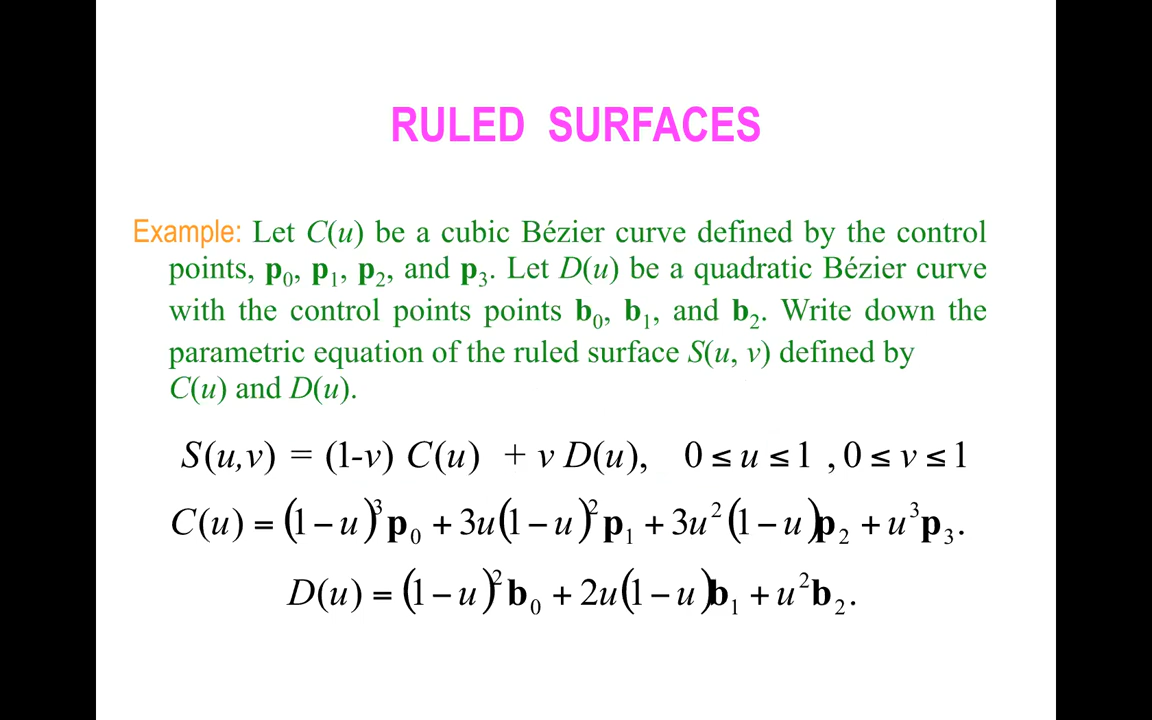 RULED SURFACES
Example: Let C(u) be a cubic Bézier curve defined by the control
points, p₀, p₁, p₂, and p₃. Let D(u) be a quadratic Bézier curve
with the control points points b₀, b₁, and b₂. Write down the
parametric equation of the ruled surface S(u, v) defined by
C(u) and D(u).
S(u,v) = (1-v) C(u) + v D(u), 0 ≤ u ≤ 1 , 0 ≤ v ≤ 1
C(u) = (1 − u)³p₀ + 3u(1 − u)²p₁ + 3u²(1 − u)p₂ + u³p₃.
D(u) = (1 − u)²b₀ + 2u(1 − u)b₁ + u²b₂.